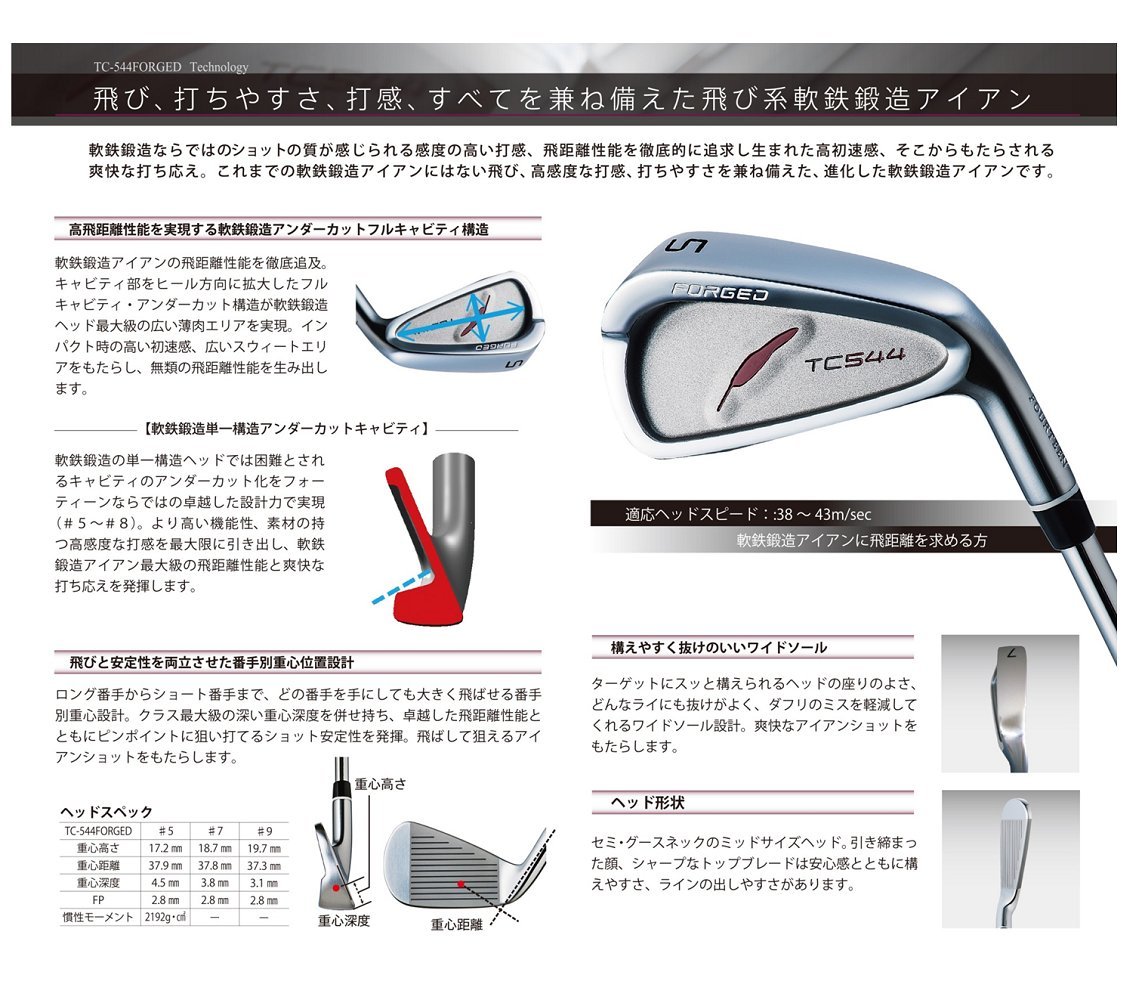 TC-544FORGED Technology
飛び、打ちやすさ、打感、すべてを兼ね備えた飛び系軟鉄鍛造アイアン
軟鉄鍛造ならではのショットの質が感じられる感度の高い打感、飛距離性能を徹底的に追求し生まれた高初速感、そこからもたらされる
爽快な打ち応え。これまでの軟鉄鍛造アイアンにはない飛び、高感度な打感、打ちやすさを兼ね備えた、進化した軟鉄鍛造アイアンです。
高飛距離性能を実現する軟鉄鍛造アンダーカットフルキャビティ構造
軟鉄鍛造アイアンの飛距離性能を徹底追及。
キャビティ部をヒール方向に拡大したフル
キャビティ・アンダーカット構造が軟鉄鍛造
ヘッド最大級の広い薄肉エリアを実現。イン
パクト時の高い初速感、広いスウィートエリ
アをもたらし、無類の飛距離性能を生み出し
ます。
FORGED
5
【軟鉄鍛造単一構造アンダーカットキャビティ】
軟鉄鍛造の単一構造ヘッドでは困難とされ
るキャビティのアンダーカット化をフォー
ティーンならではの卓越した設計力で実現
(＃５～＃８)。より高い機能性、素材の持
つ高感度な打感を最大限に引き出し、軟鉄
鍛造アイアン最大級の飛距離性能と爽快な
打ち応えを発揮します。
飛びと安定性を両立させた番手別重心位置設計
ロング番手からショート番手まで、どの番手を手にしても大きく飛ばせる番手
別重心設計。クラス最大級の深い重心深度を併せ持ち、卓越した飛距離性能と
ともにピンポイントに狙い打てるショット安定性を発揮。飛ばして狙えるアイ
アンショットをもたらします。
ヘッドスペック
TC-544FORGED ＃5 ＃7 ＃9
重心高さ 17.2 ㎜ 18.7 ㎜ 19.7 ㎜
重心距離 37.9 ㎜ 37.8 ㎜ 37.3 ㎜
重心深度 4.5 ㎜ 3.8 ㎜ 3.1 ㎜
FP 2.8 ㎜ 2.8 ㎜ 2.8 ㎜
慣性モーメント 2192g・㎠ ― ―
重心高さ
重心深度
重心距離
5
FORGED
TC544
FOURTEEN
適応ヘッドスピード：:38 ～ 43m/sec
軟鉄鍛造アイアンに飛距離を求める方
構えやすく抜けのいいワイドソール
ターゲットにスッと構えられるヘッドの座りのよさ、
どんなライにも抜けがよく、ダフリのミスを軽減して
くれるワイドソール設計。爽快なアイアンショットを
もたらします。
7
ヘッド形状
セミ・グースネックのミッドサイズヘッド。引き締まっ
た顔、シャープなトップブレードは安心感とともに構
えやすさ、ラインの出しやすさがあります。